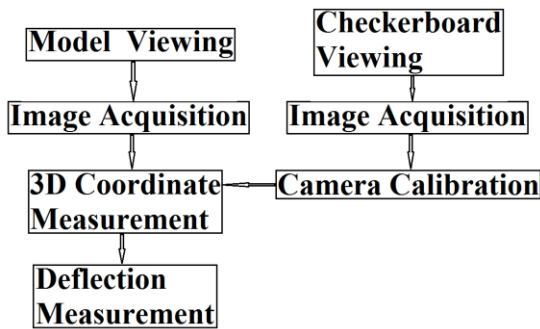 Model Viewing
Checkerboard
Viewing
Image Acquisition
Image Acquisition
3D Coordinate
Measurement
Camera Calibration
Deflection
Measurement